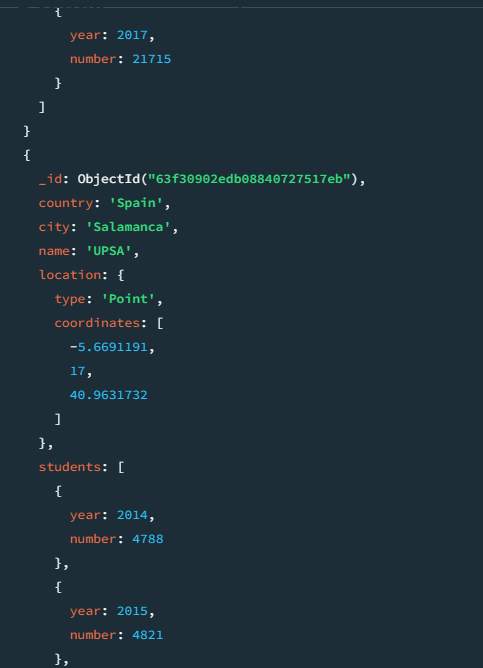 {
year: 2017,
number: 21715
}
]
}
{
_id: ObjectId("63f30902edb08840727517eb"),
country: 'Spain',
city: 'Salamanca',
name: 'UPSA',
location: {
type: 'Point',
coordinates: [
-5.6691191,
17,
40.9631732
]
},
students: [
{
year: 2014,
number: 4788
},
{
year: 2015,
number: 4821
},